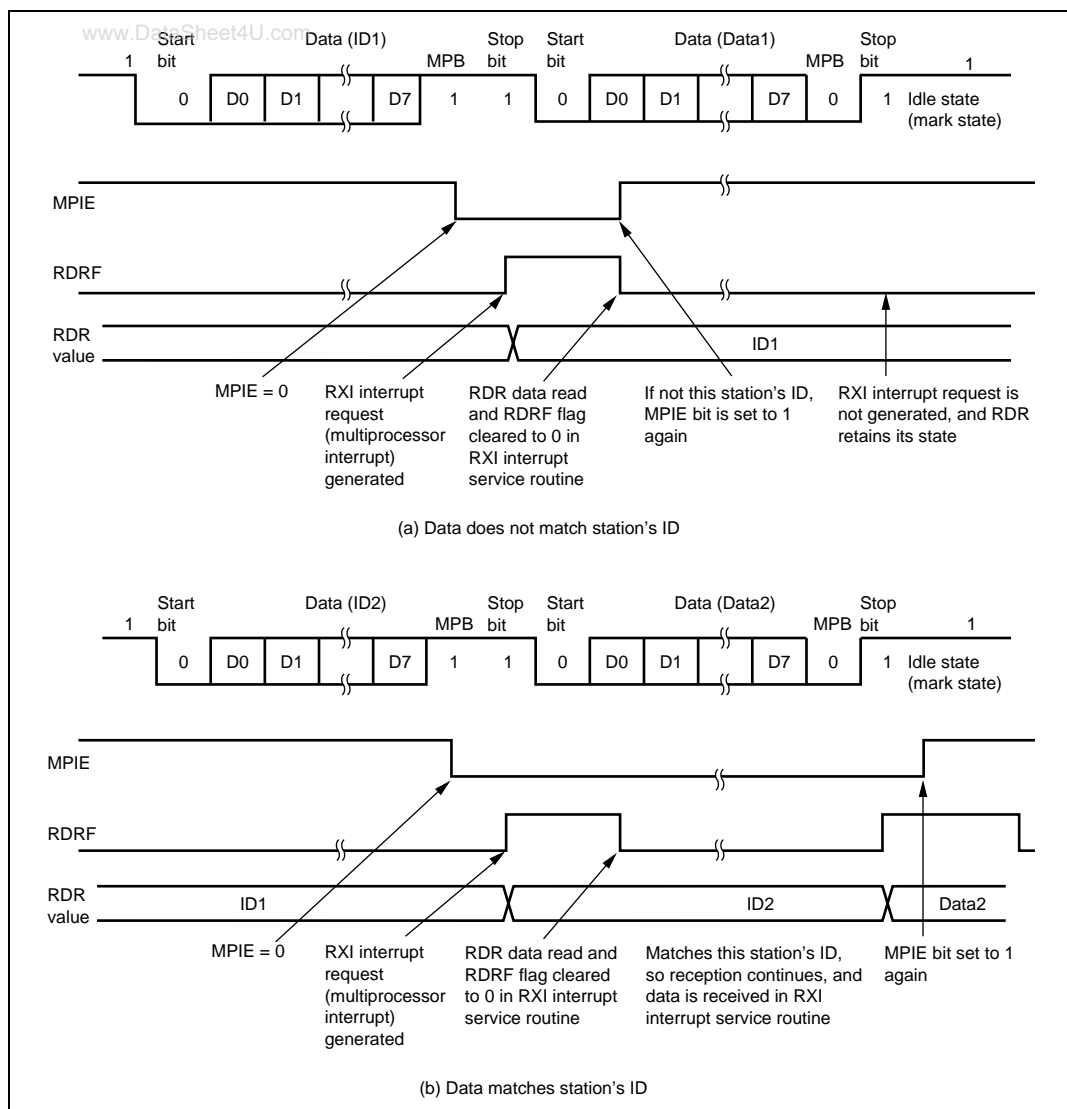 www.DataSheet4U.com
Start bit Data (ID1) MPB Stop bit Start bit Data (Data1) MPB Stop bit
1 0 D0 D1 D7 1 1 0 D0 D1 D7 0 1 1
Idle state (mark state)
MPIE
RDRF
RDR value
ID1
MPIE = 0
RXI interrupt
request
(multiprocessor
interrupt)
generated
RDR data read
and RDRF flag
cleared to 0 in
RXI interrupt
service routine
If not this station's ID,
MPIE bit is set to 1
again
RXI interrupt request is
not generated, and RDR
retains its state
(a) Data does not match station's ID
Start bit Data (ID2) MPB Stop bit Start bit Data (Data2) MPB Stop bit
1 0 D0 D1 D7 1 1 0 D0 D1 D7 0 1 1
Idle state (mark state)
MPIE
RDRF
RDR value
ID1 ID2 Data2
MPIE = 0
RXI interrupt
request
(multiprocessor
interrupt)
generated
RDR data read and
RDRF flag cleared
to 0 in RXI interrupt
service routine
Matches this station's ID,
so reception continues, and
data is received in RXI
interrupt service routine
MPIE bit set to 1
again
(b) Data matches station's ID